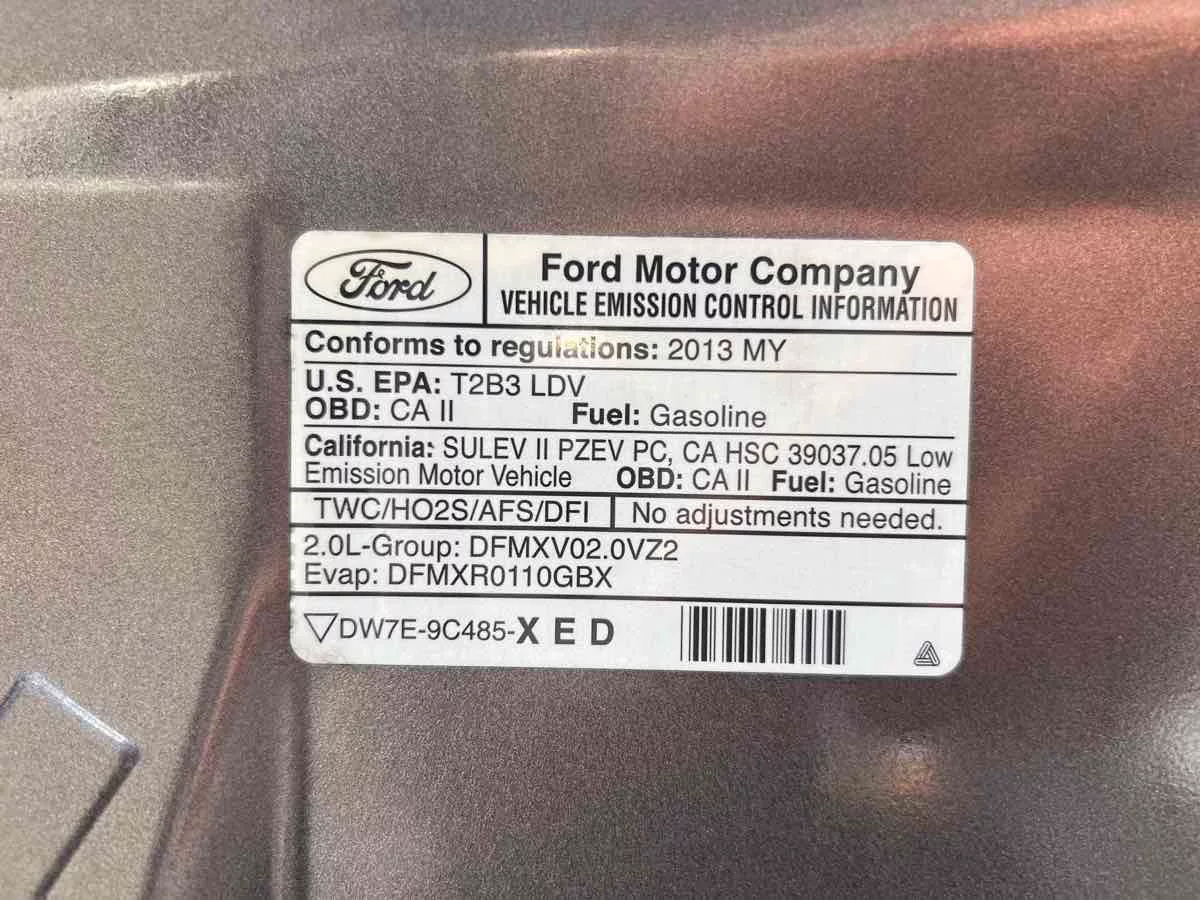 Ford
Ford Motor Company
VEHICLE EMISSION CONTROL INFORMATION
Conforms to regulations: 2013 MY
U.S. EPA: T2B3 LDV
OBD: CA II Fuel: Gasoline
California: SULEV II PZEV PC, CA HSC 39037.05 Low
Emission Motor Vehicle OBD: CA II Fuel: Gasoline
TWC/HO2S/AFS/DFI No adjustments needed.
2.0L-Group: DFMXV02.0VZ2
Evap: DFMXR0110GBX
▽DW7E-9C485-X E D